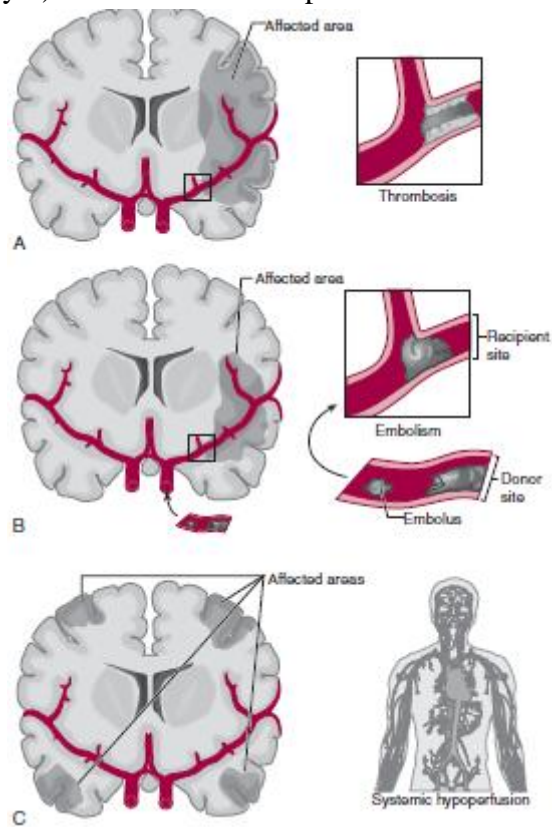 Affected area
Thrombosis
A
Affected area
Recipient
site
Embolism
Donor
site
Embolus
B
Affected areas
Systemic hypoperfusion
C